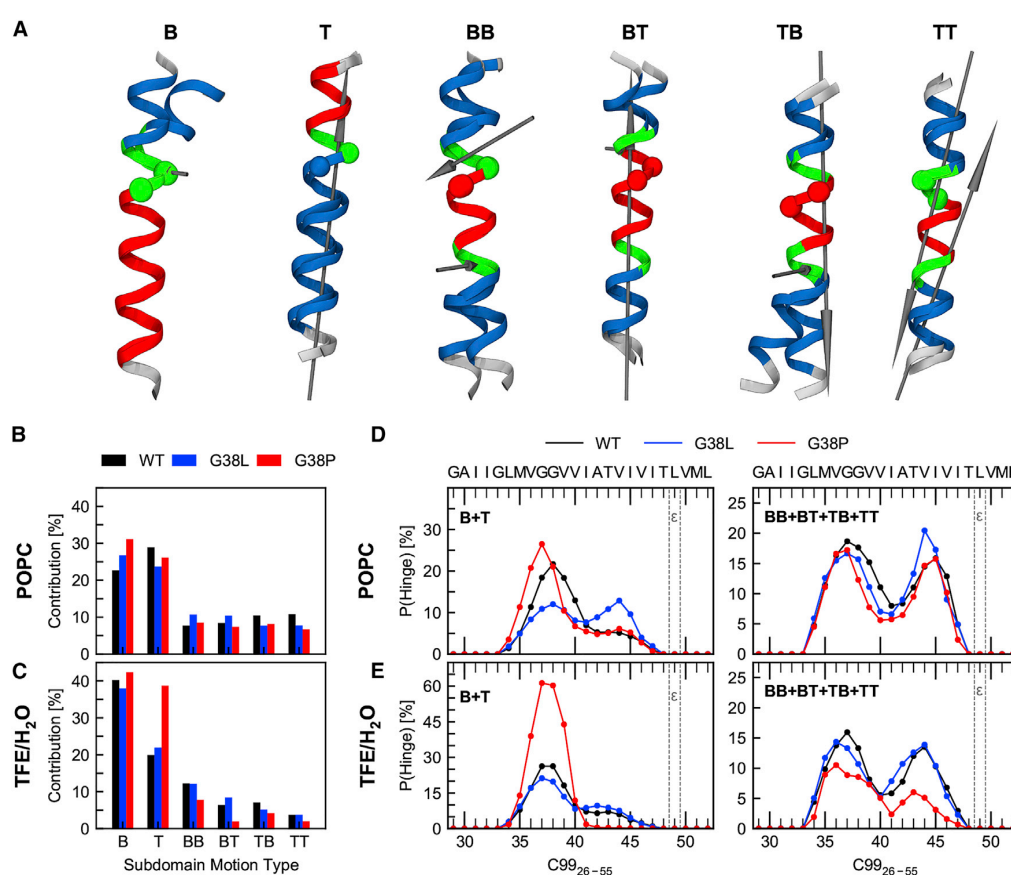 A
B T BB BT TB TT
B
WT G38L G38P
POPC
Contribution [%]
40
30
20
10
0
C
TFE/H2O
Contribution [%]
40
30
20
10
0
B T BB BT TB TT
Subdomain Motion Type
D
WT G38L G38P
GAIIGLMVGGVVIATVIVITLVML
POPC
P(Hinge) [%]
30
20
10
0
B+T
ε
GAIIGLMVGGVVIATVIVITLVML
25
20
15
10
5
0
BB+BT+TB+TT
ε
E
TFE/H2O
P(Hinge) [%]
60
45
30
15
0
B+T
ε
30 35 40 45 50
C9926−55
25
20
15
10
5
0
BB+BT+TB+TT
ε
30 35 40 45 50
C9926−55